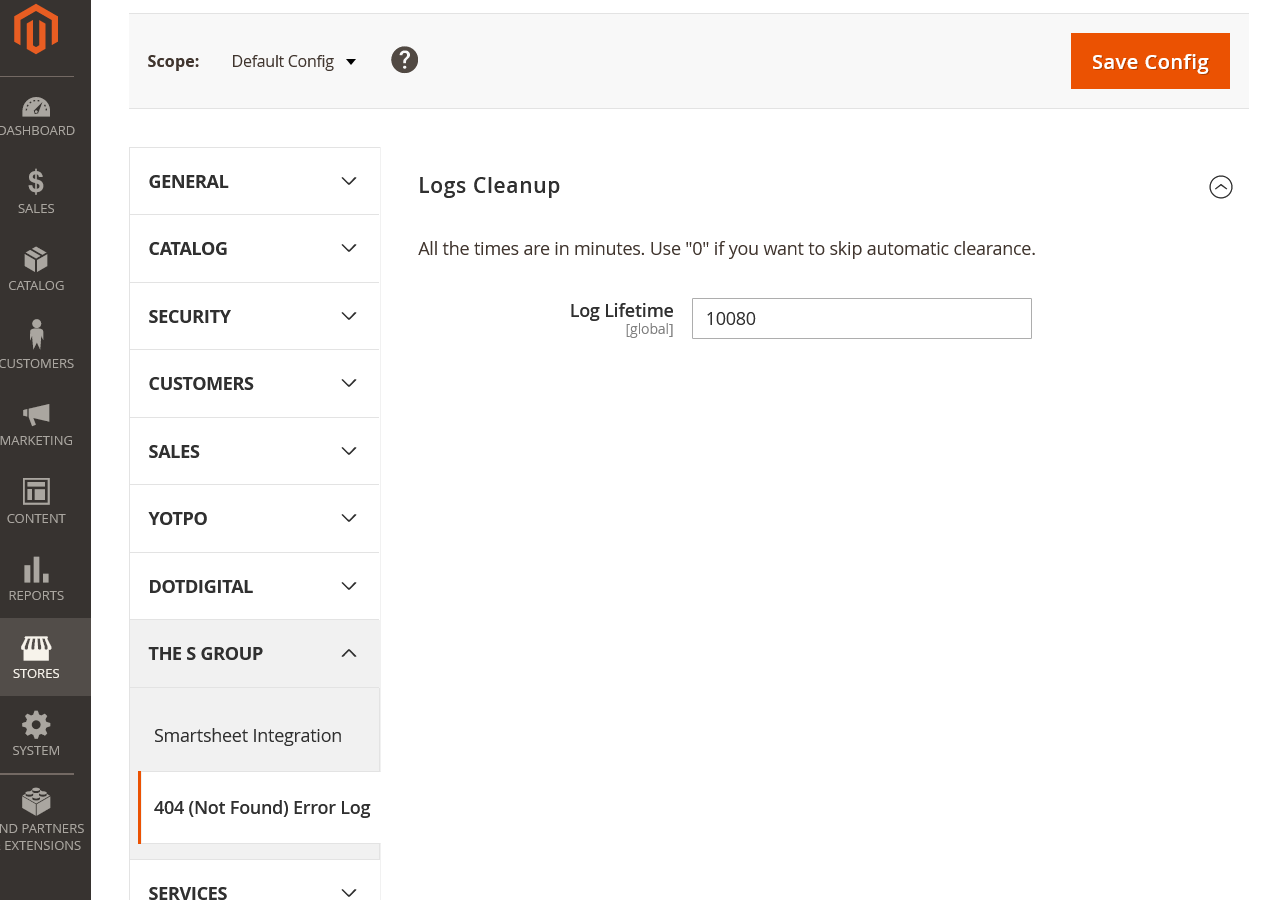 Scope: Default Config ?
Save Config
DASHBOARD
SALES
CATALOG
CUSTOMERS
MARKETING
CONTENT
REPORTS
STORES
SYSTEM
ND PARTNERS
EXTENSIONS
GENERAL
CATALOG
SECURITY
CUSTOMERS
SALES
YOTPO
DOTDIGITAL
THE S GROUP
Smartsheet Integration
404 (Not Found) Error Log
SERVICES
Logs Cleanup
All the times are in minutes. Use "0" if you want to skip automatic clearance.
Log Lifetime 10080
[global]